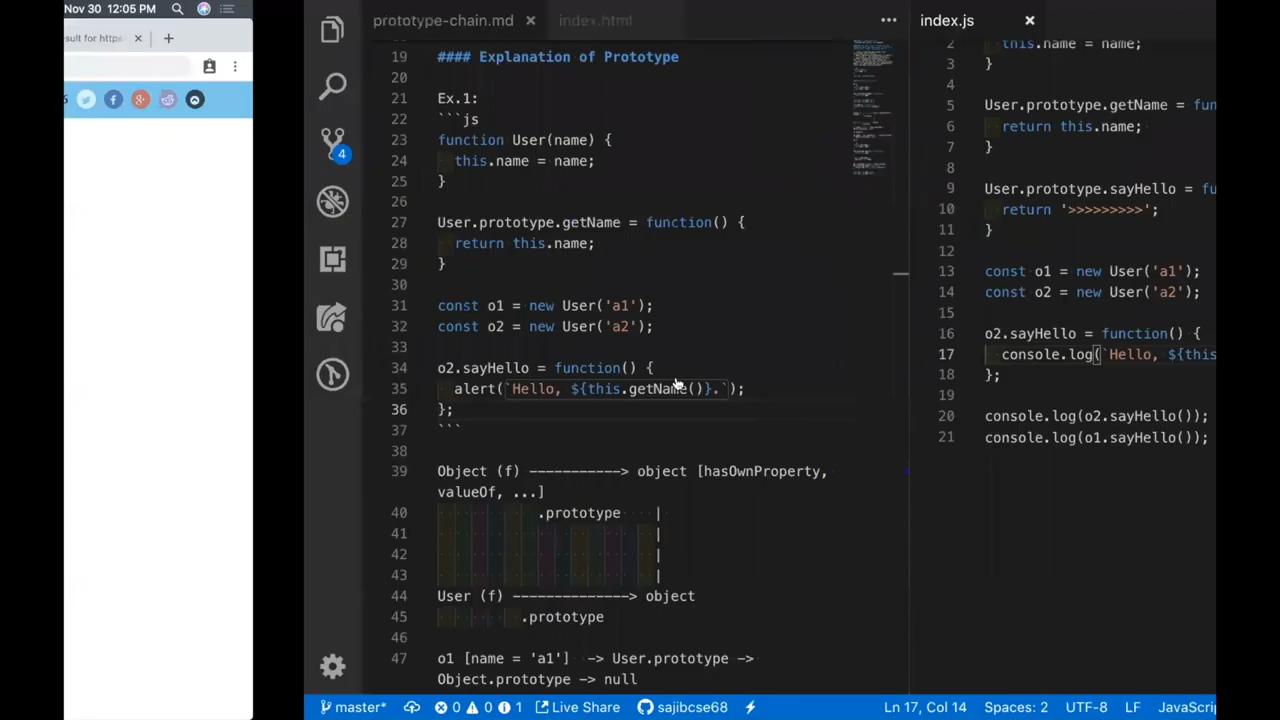 Nov 30 12:05 PM
sult for https
prototype-chain.md
index.html
19 #### Explanation of Prototype
20
21 Ex.1:
22 ```js
23 function User(name) {
24 this.name = name;
25 }
26
27 User.prototype.getName = function() {
28 return this.name;
29 }
30
31 const o1 = new User('a1');
32 const o2 = new User('a2');
33
34 o2.sayHello = function() {
35 alert(`Hello, ${this.getName()}.`);
36 };
37 ```
38
39 Object (f) -----------> object [hasOwnProperty,
valueOf, ...]
40 .prototype |
41 |
42 |
43 |
44 User (f) --------------> object
45 .prototype
46
47 o1 [name = 'a1'] -> User.prototype ->
Object.prototype -> null
index.js
2 this.name = name;
3 }
4
5 User.prototype.getName = fun
6 return this.name;
7 }
8
9 User.prototype.sayHello = fu
10 return '>>>>>>>>>';
11 }
12
13 const o1 = new User('a1');
14 const o2 = new User('a2');
15
16 o2.sayHello = function() {
17 console.log(`Hello, ${this
18 };
19
20 console.log(o2.sayHello());
21 console.log(o1.sayHello());
4
master* 0 0 1 Live Share sajibcse68 Ln 17, Col 14 Spaces: 2 UTF-8 LF JavaScrip